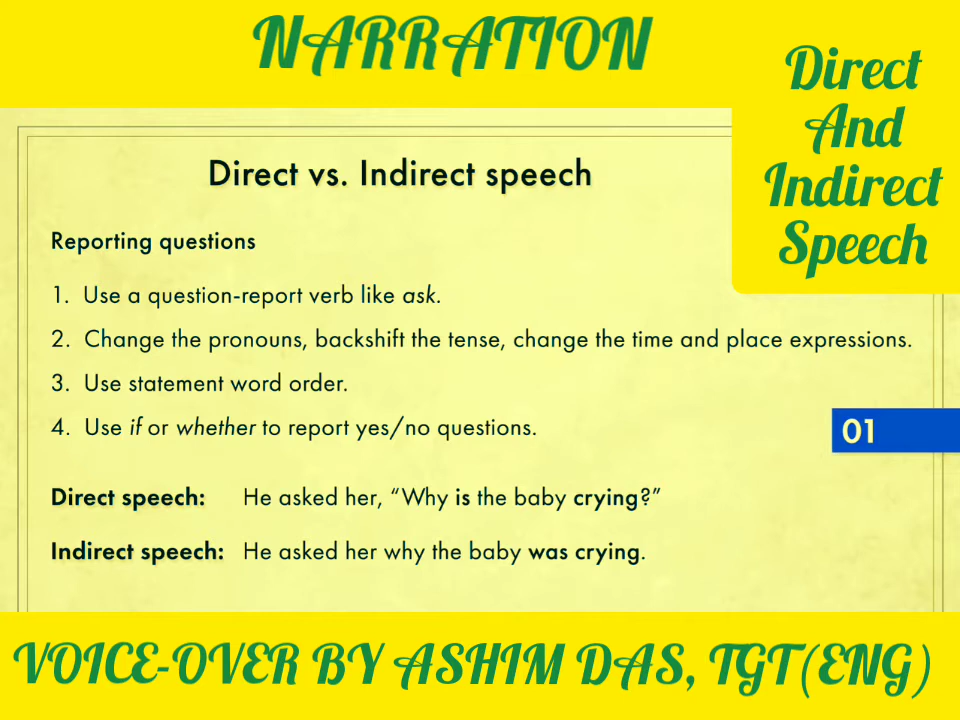 NARRATION
Direct
And
Indirect
Speech
Direct vs. Indirect speech
Reporting questions
1. Use a question-report verb like ask.
2. Change the pronouns, backshift the tense, change the time and place expressions.
3. Use statement word order.
4. Use if or whether to report yes/no questions.
01
Direct speech: He asked her, “Why is the baby crying?”
Indirect speech: He asked her why the baby was crying.
VOICE-OVER BY ASHIM DAS, TGT(ENG)